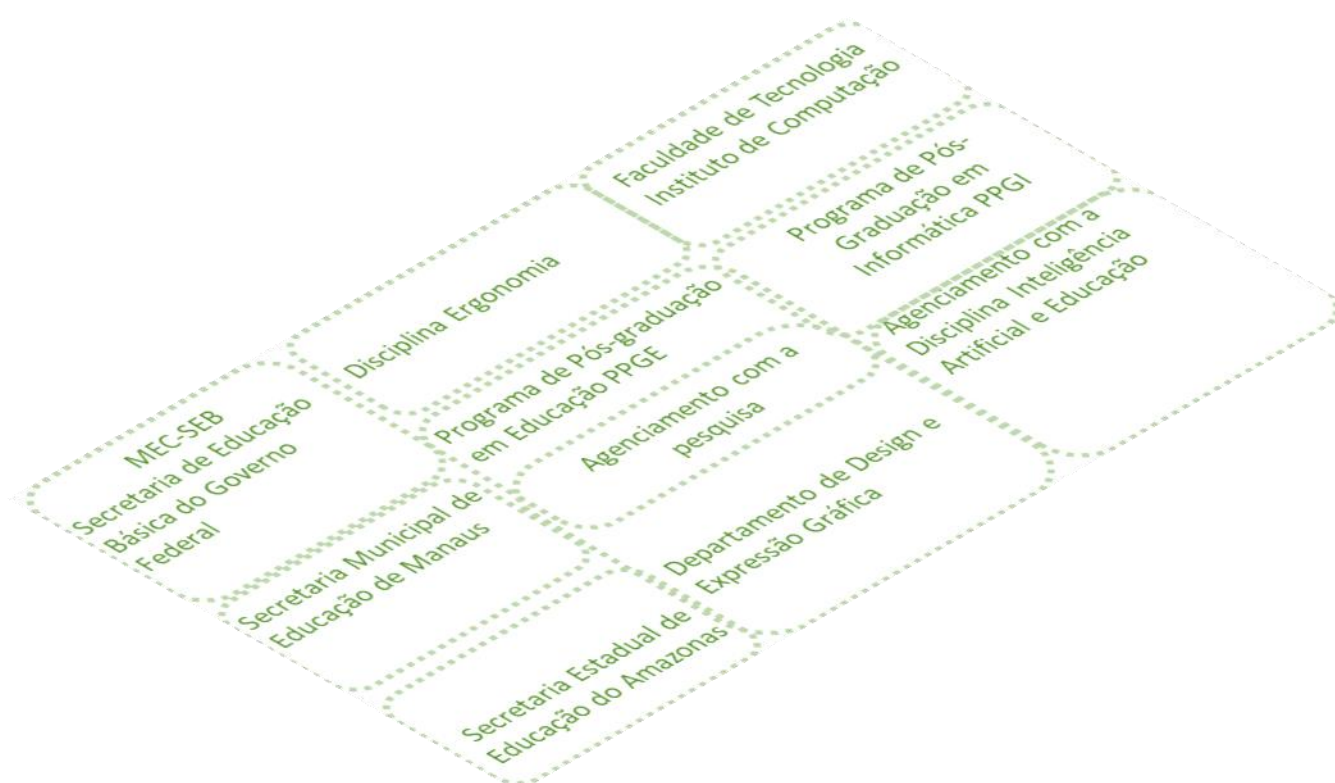 Faculdade de Tecnologia
Instituto de Computação
Programa de Pós-
Graduação em
Informática PPGI
Agenciamento com a
Disciplina Inteligência
Artificial e Educação
Disciplina Ergonomia
Programa de Pós-graduação
em Educação PPGE
Agenciamento com a
pesquisa
Departamento de Design e
Expressão Gráfica
MEC-SEB
Secretaria de Educação
Básica do Governo
Federal
Secretaria Municipal de
Educação de Manaus
Secretaria Estadual de
Educação do Amazonas